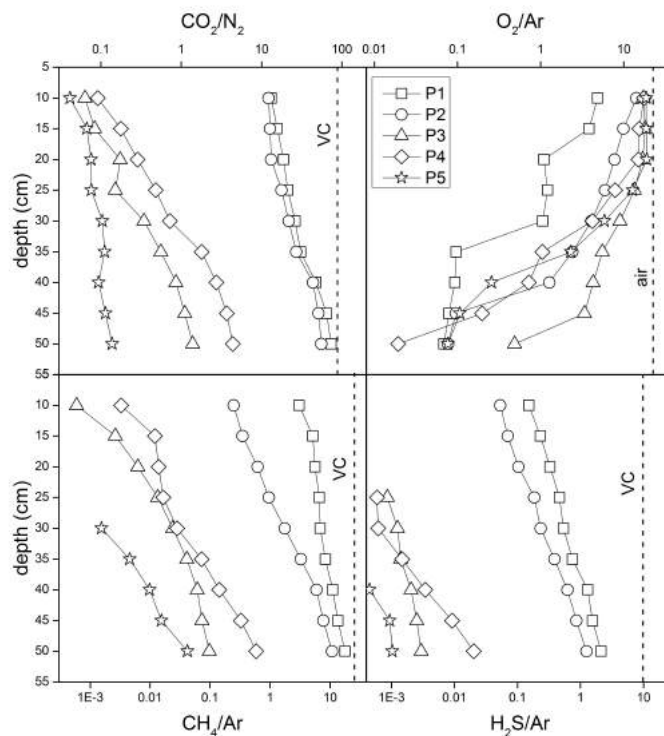 CO2/N2 O2/Ar
0.1 1 10 100 0.01 0.1 1 10
5
10
15
20
25
30
35
40
45
50
55
depth (cm)
VC
P1
P2
P3
P4
P5
air
10
15
20
25
30
35
40
45
50
55
depth (cm)
VC
VC
1E-3 0.01 0.1 1 10 1E-3 0.01 0.1 1 10
CH4/Ar H2S/Ar